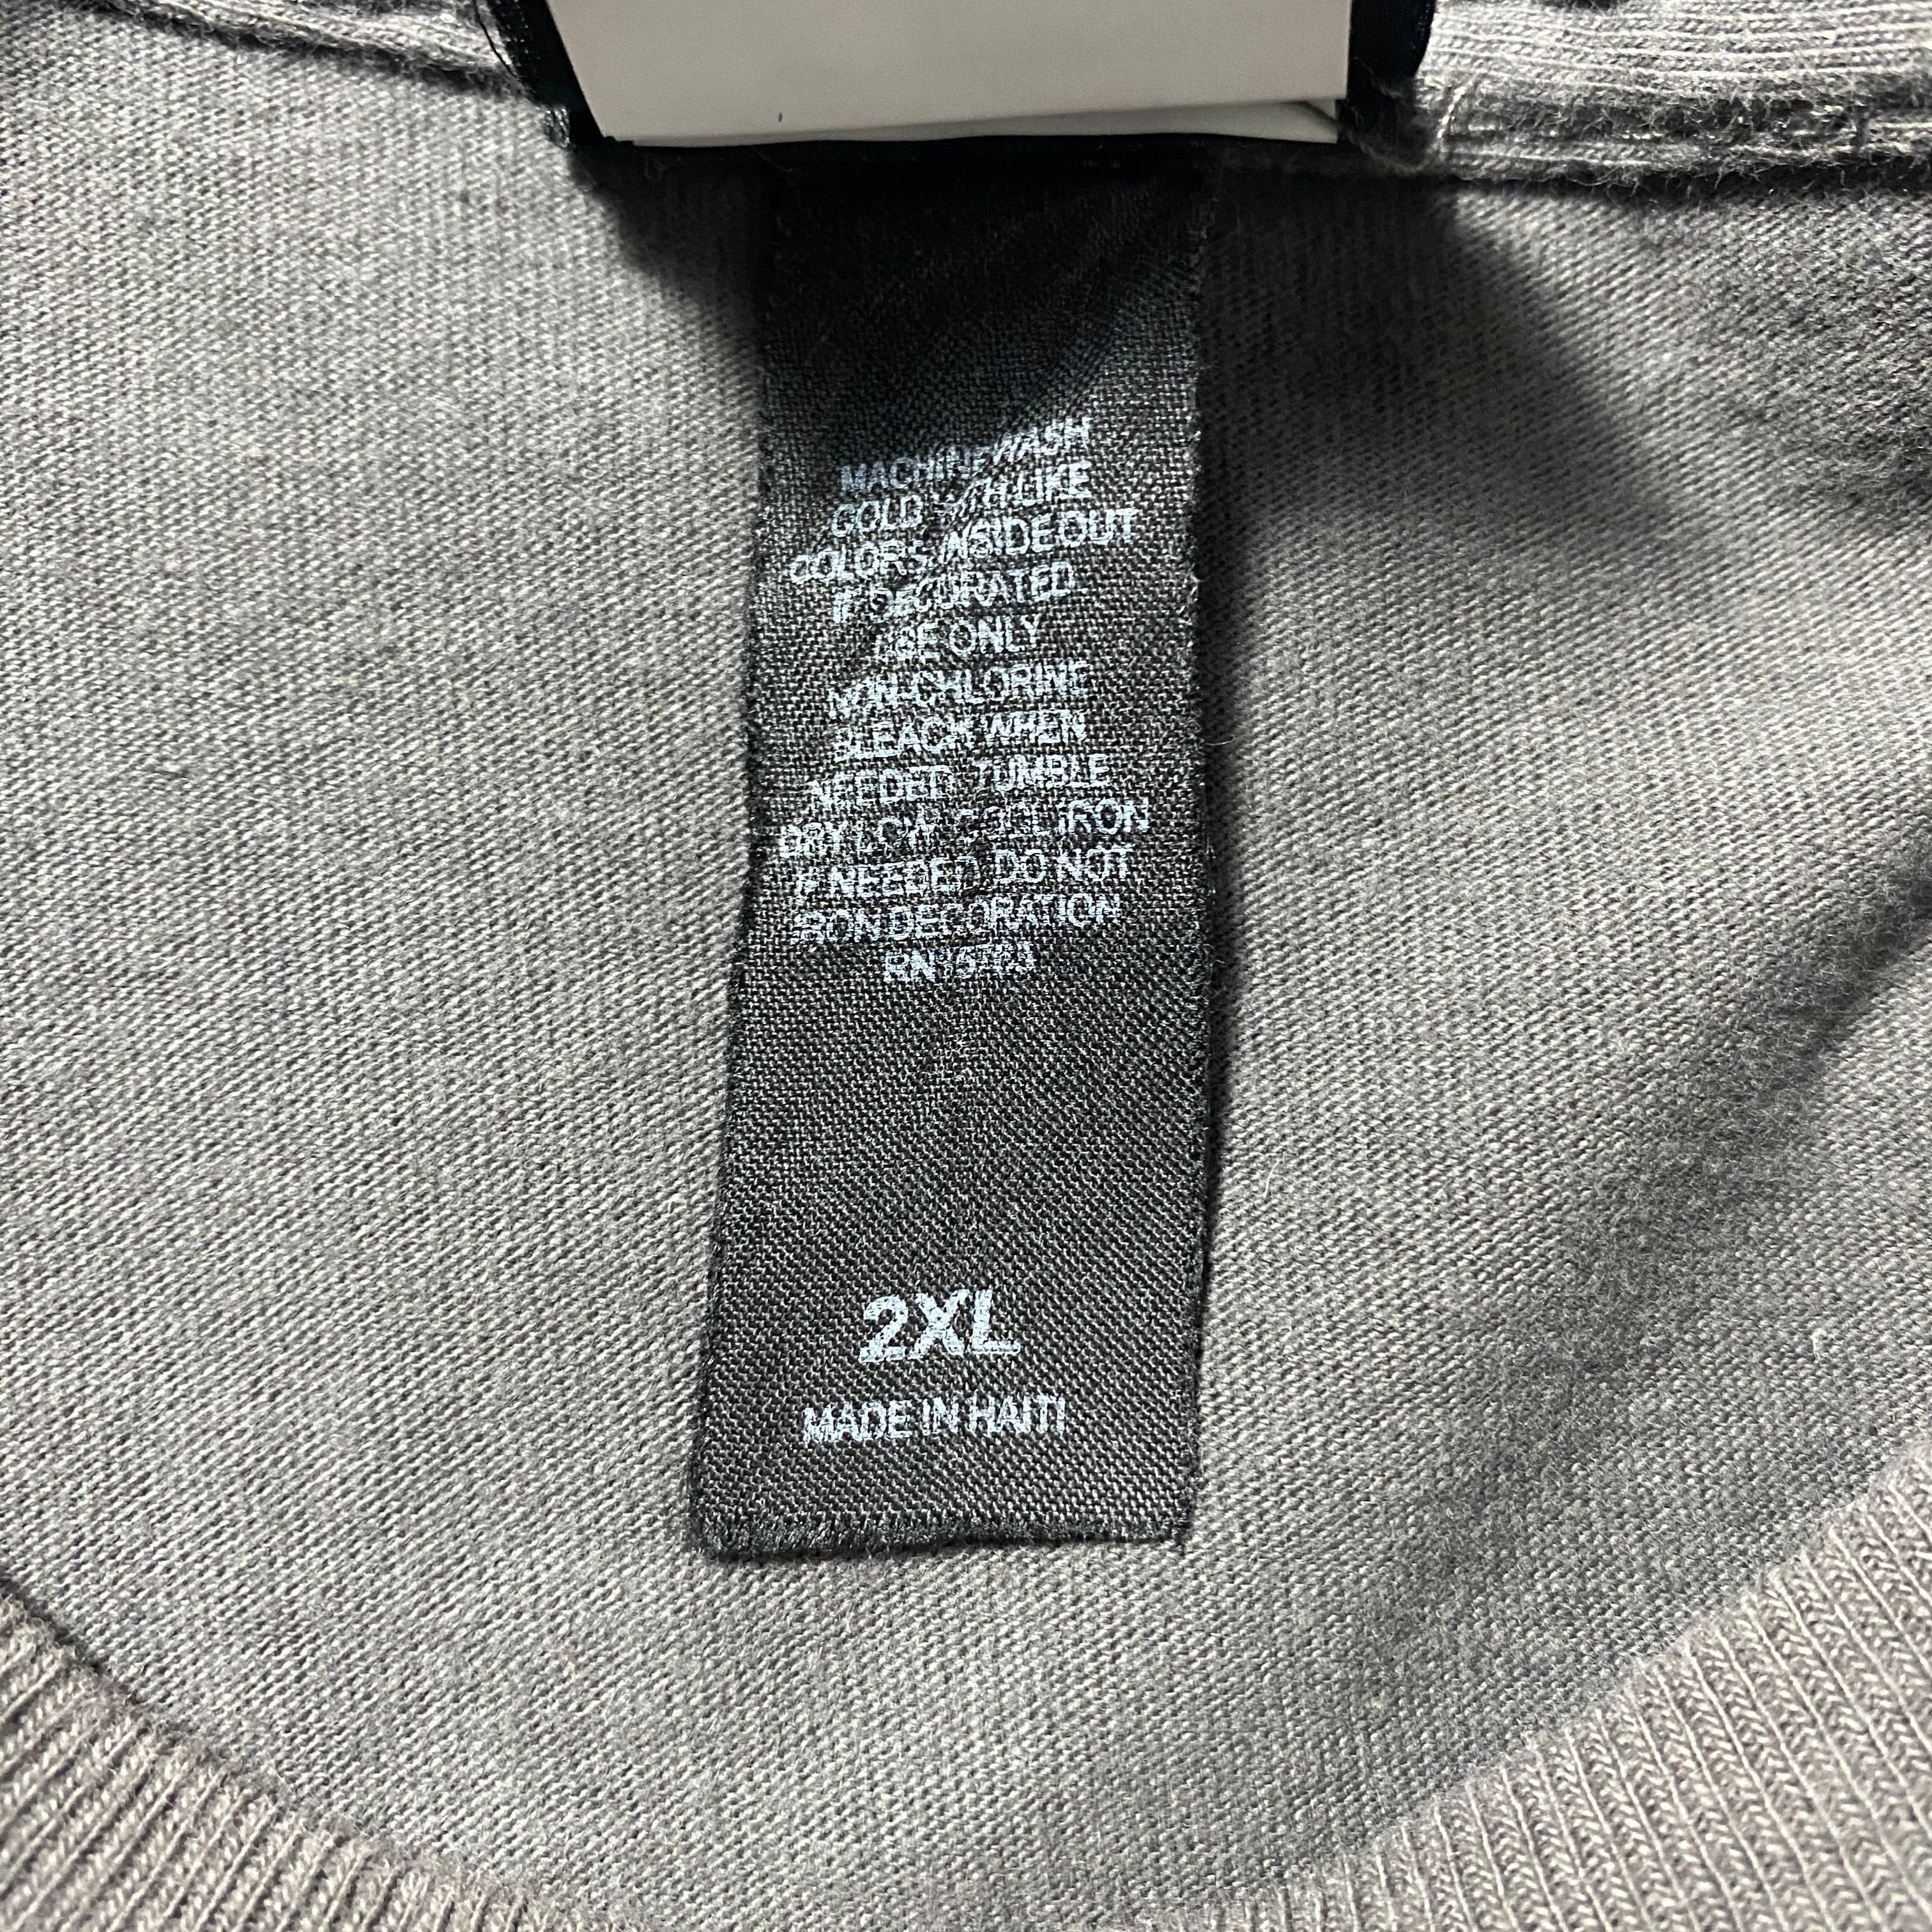 MACHINE WASH
COLD WITH LIKE
COLORS, INSIDE OUT
IF DECORATED.
USE ONLY
NON-CHLORINE
BLEACH WHEN
NEEDED. TUMBLE
DRY LOW. COOL IRON
IF NEEDED. DO NOT
IRON DECORATION
RN
2XL
MADE IN HAITI